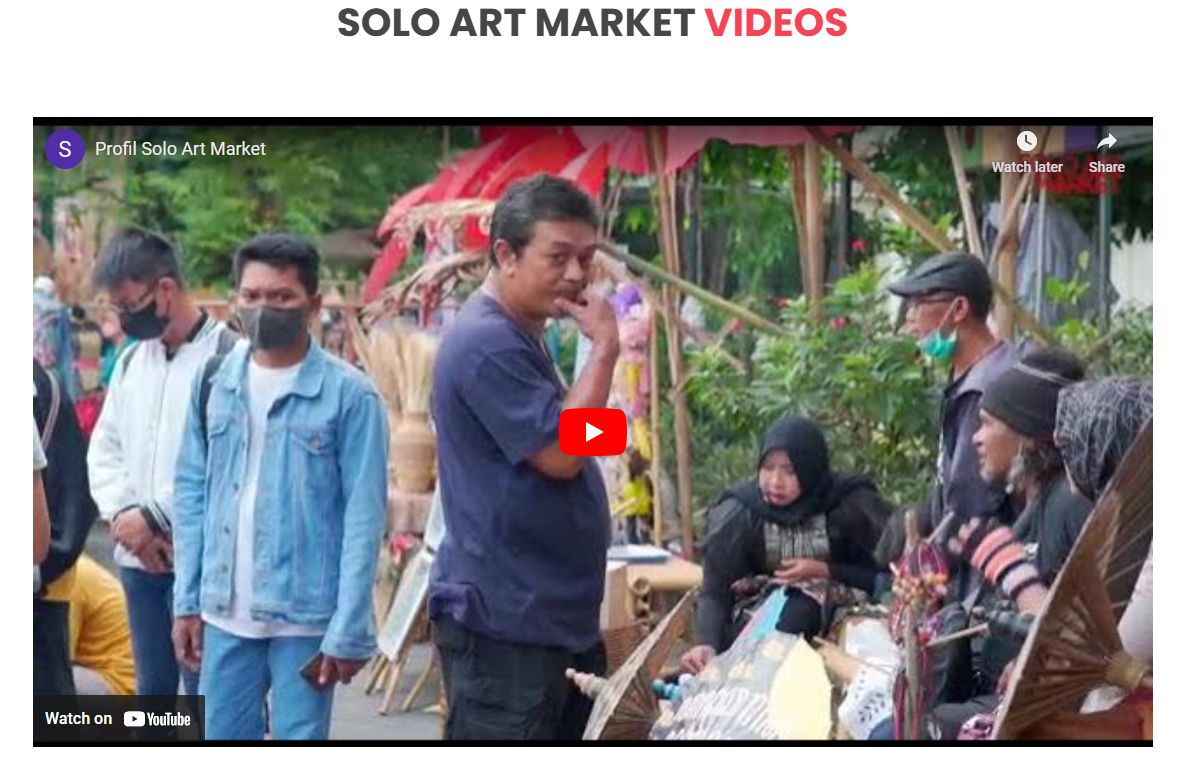 SOLO ART MARKET VIDEOS
S
Profil Solo Art Market
Watch later
Share
Watch on YouTube